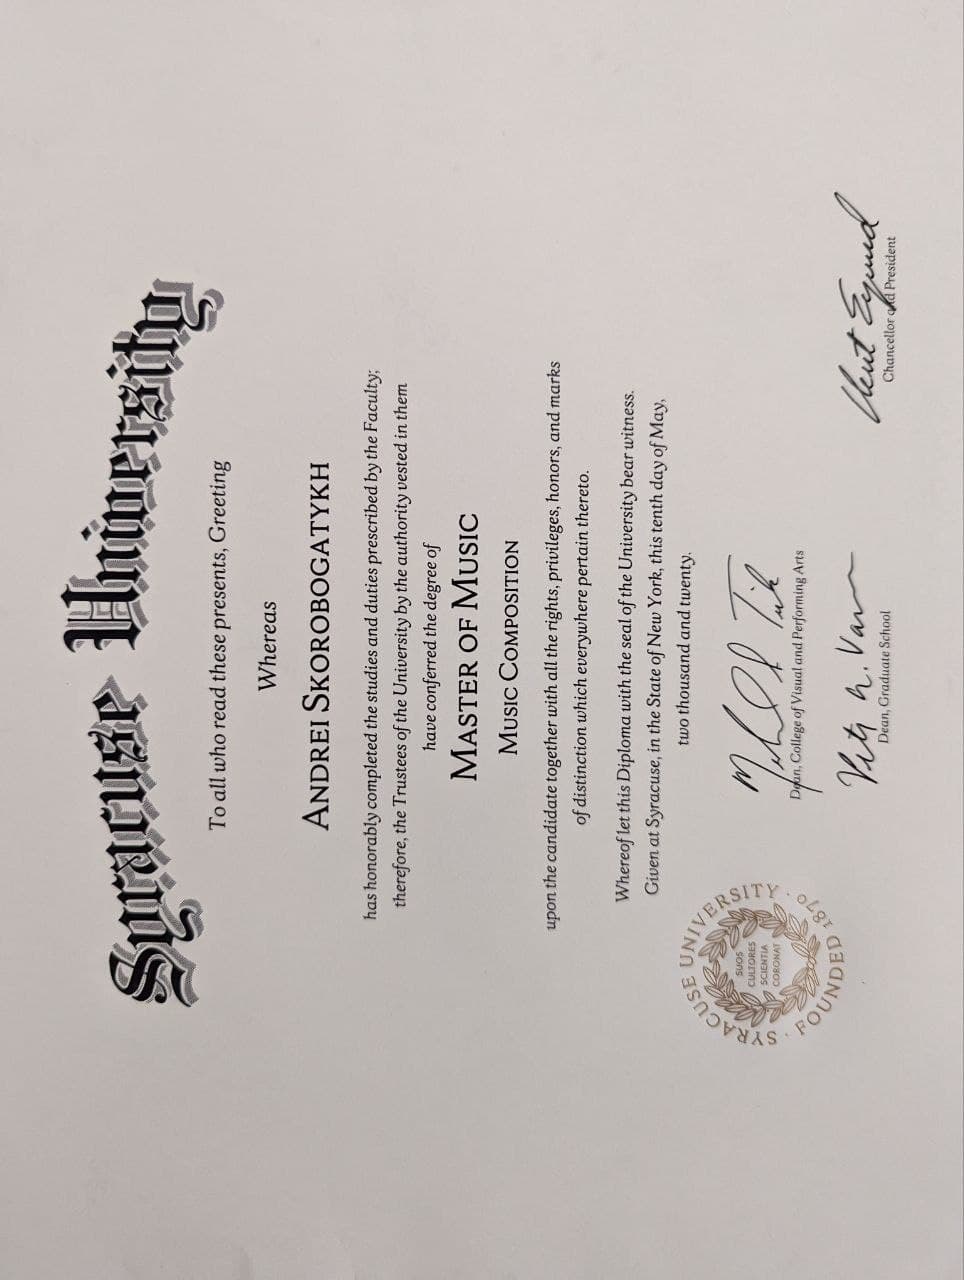 Syracuse University
To all who read these presents, Greeting
Whereas
ANDREI SKOROBOGATYKH
has honorably completed the studies and duties prescribed by the Faculty;
therefore, the Trustees of the University by the authority vested in them
have conferred the degree of
MASTER OF MUSIC
MUSIC COMPOSITION
upon the candidate together with all the rights, privileges, honors, and marks
of distinction which everywhere pertain thereto.
Whereof let this Diploma with the seal of the University bear witness.
Given at Syracuse, in the State of New York, this tenth day of May,
two thousand and twenty.
SYRACUSE UNIVERSITY · FOUNDED 1870 ·
SUOS
CULTORES
SCIENTIA
CORONAT
Dean, College of Visual and Performing Arts
Dean, Graduate School
Chancellor and President